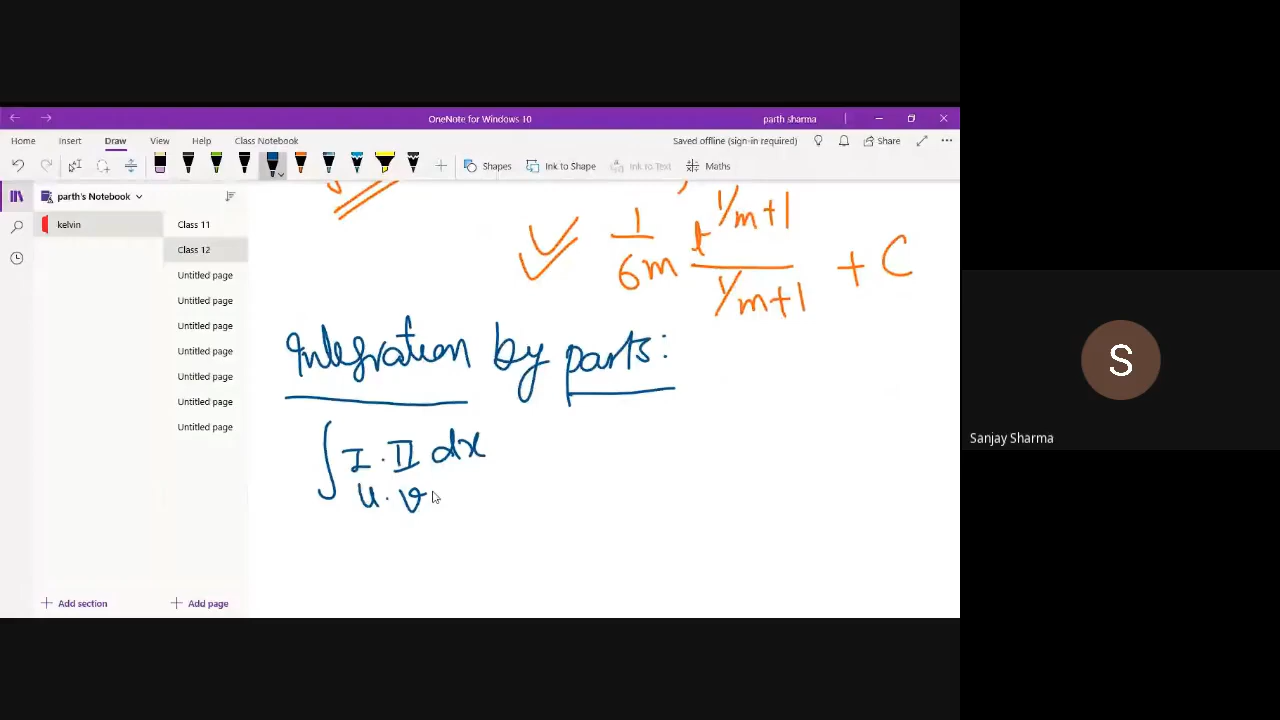 OneNote for Windows 10
parth sharma
Home Insert Draw View Help Class Notebook
Saved offline (sign-in required)
Share
Shapes Ink to Shape Ink to Text Maths
parth's Notebook
kelvin
Class 11
Class 12
Untitled page
Untitled page
Untitled page
Untitled page
Untitled page
Untitled page
Untitled page
1/6m t^(1/m+1)/(1/m+1) + C
Integration by parts:
∫ I . II dx
u . v
+ Add section
+ Add page
S
Sanjay Sharma